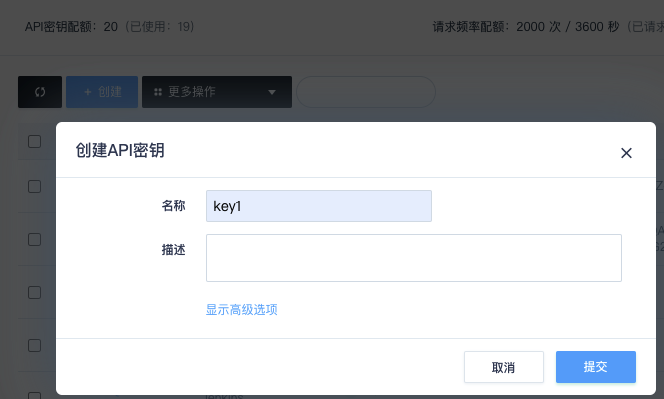 API密钥配额：20（已使用：19）
请求频率配额：2000 次 / 3600 秒（已请求
+ 创建
更多操作
创建API密钥
名称
key1
描述
显示高级选项
取消
提交